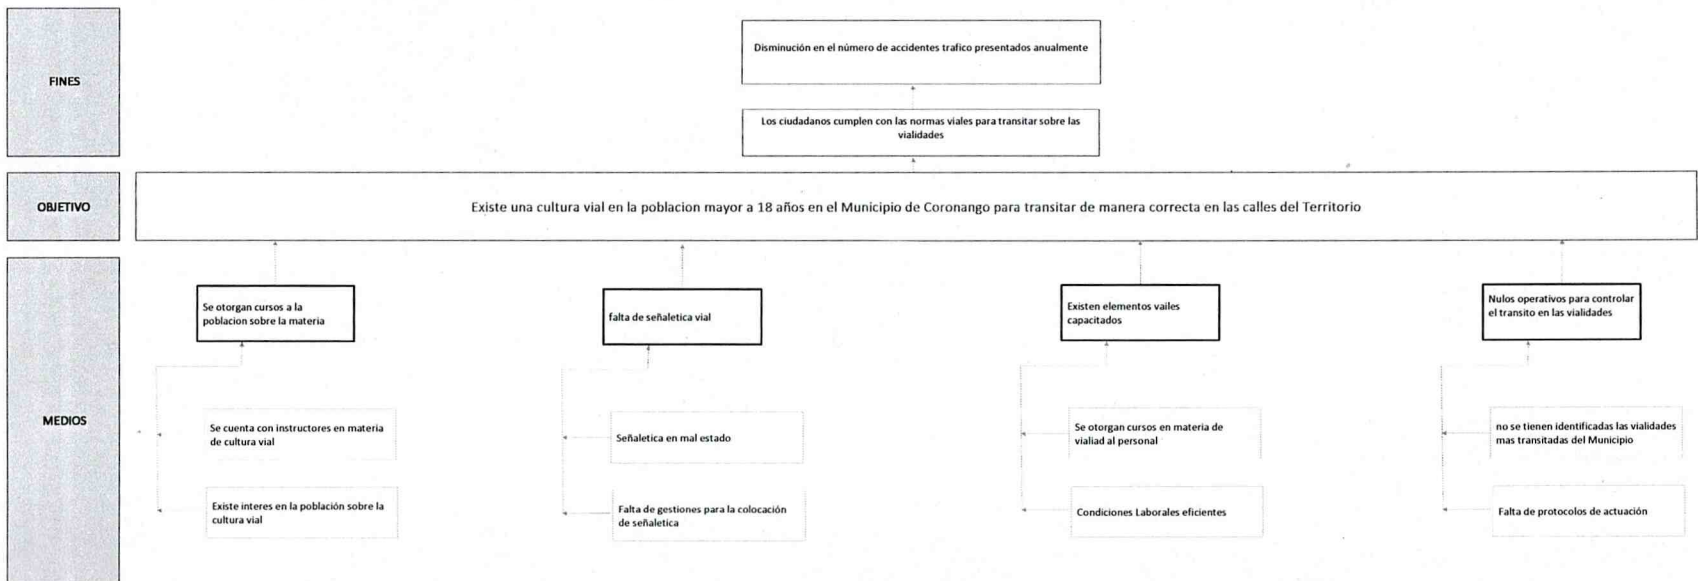 FINES
Disminución en el número de accidentes trafico presentados anualmente
Los ciudadanos cumplen con las normas viales para transitar sobre las
vialidades
OBJETIVO
Existe una cultura vial en la poblacion mayor a 18 años en el Municipio de Coronango para transitar de manera correcta en las calles del Territorio
MEDIOS
Se otorgan cursos a la
poblacion sobre la materia
falta de señaletica vial
Existen elementos vailes
capacitados
Nulos operativos para controlar
el transito en las vialidades
Se cuenta con instructores en materia
de cultura vial
Señaletica en mal estado
Se otorgan cursos en materia de
vialiad al personal
no se tienen identificadas las vialidades
mas transitadas del Municipio
Existe interes en la población sobre la
cultura vial
Falta de gestiones para la colocación
de señaletica
Condiciones Laborales eficientes
Falta de protocolos de actuación